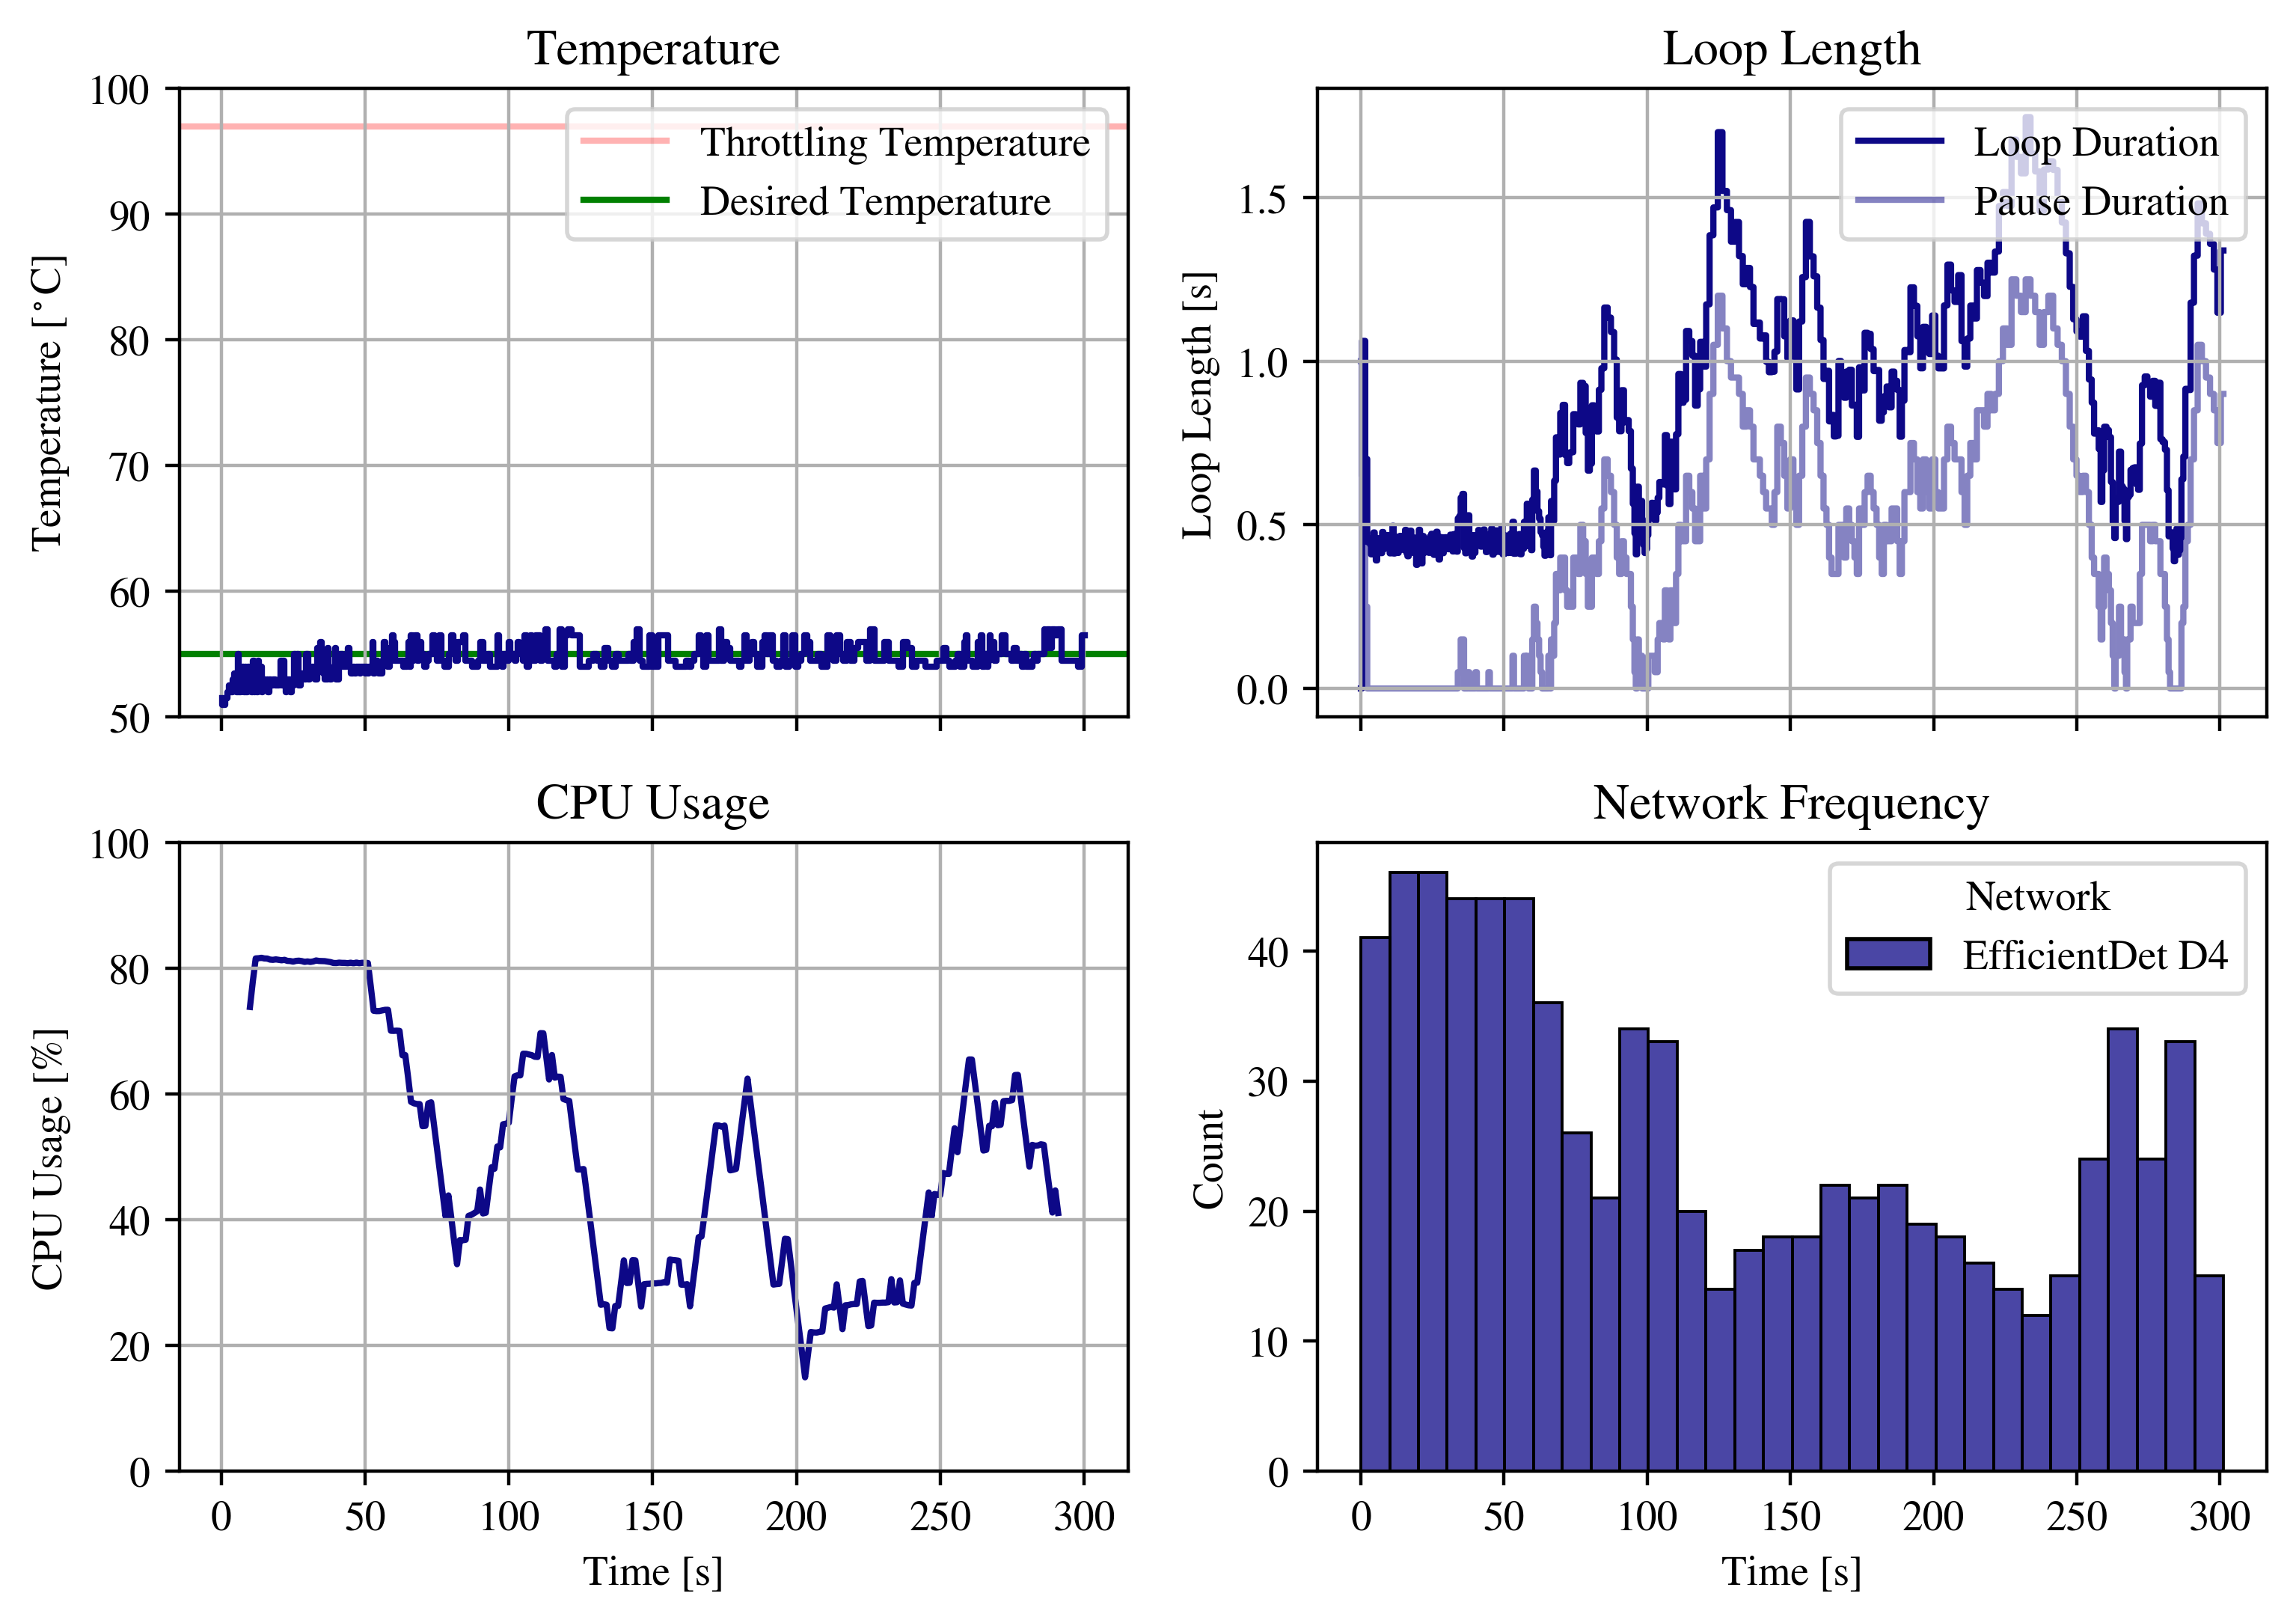 Temperature
100
90
80
70
60
50
Temperature [°C]
Throttling Temperature
Desired Temperature
Loop Length
1.5
1.0
0.5
0.0
Loop Length [s]
Loop Duration
Pause Duration
CPU Usage
100
80
60
40
20
0
CPU Usage [%]
0 50 100 150 200 250 300
Time [s]
Network Frequency
40
30
20
10
0
Count
Network
EfficientDet D4
0 50 100 150 200 250 300
Time [s]